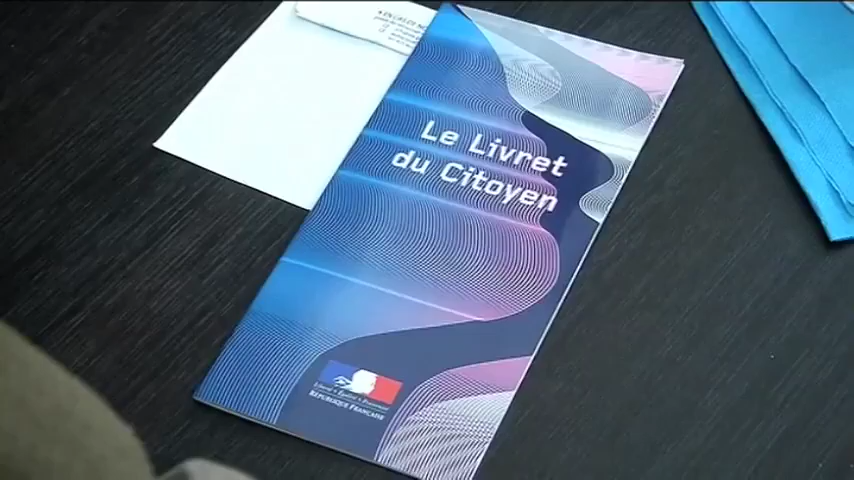 Le Livret
du Citoyen
Liberté • Égalité • Fraternité
RÉPUBLIQUE FRANÇAISE